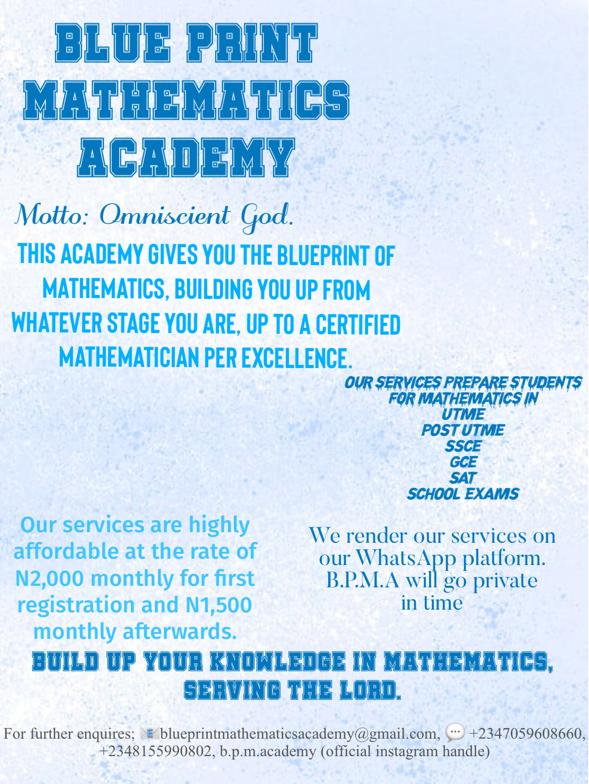 BLUE PRINT
MATHEMATICS
ACADEMY
Motto: Omniscient God.
THIS ACADEMY GIVES YOU THE BLUEPRINT OF
MATHEMATICS, BUILDING YOU UP FROM
WHATEVER STAGE YOU ARE, UP TO A CERTIFIED
MATHEMATICIAN PER EXCELLENCE.
OUR SERVICES PREPARE STUDENTS
FOR MATHEMATICS IN
UTME
POST UTME
SSCE
GCE
SAT
SCHOOL EXAMS
Our services are highly
affordable at the rate of
N2,000 monthly for first
registration and N1,500
monthly afterwards.
We render our services on
our WhatsApp platform.
B.P.M.A will go private
in time
BUILD UP YOUR KNOWLEDGE IN MATHEMATICS,
SERVING THE LORD.
For further enquires; 📧blueprintmathematicsacademy@gmail.com, 💬 +2347059608660,
+2348155990802, b.p.m.academy (official instagram handle)